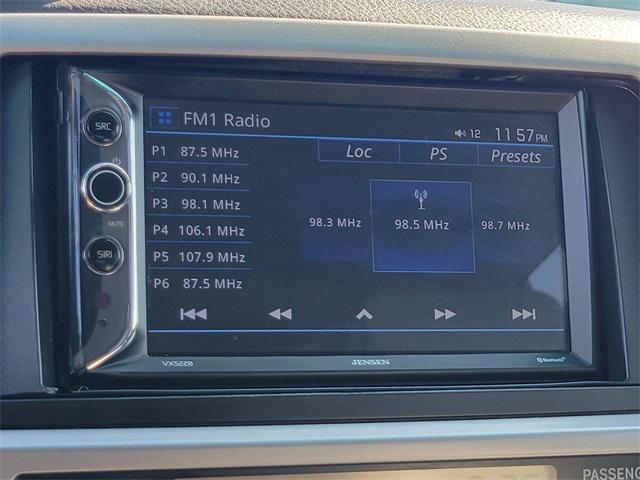 SRC
MUTE
SIRI
FM1 Radio
12 11:57PM
Loc PS Presets
P1 87.5 MHz
P2 90.1 MHz
P3 98.1 MHz
P4 106.1 MHz
P5 107.9 MHz
P6 87.5 MHz
98.3 MHz 98.5 MHz 98.7 MHz
VX5228 JENSEN Bluetooth
PASSENG